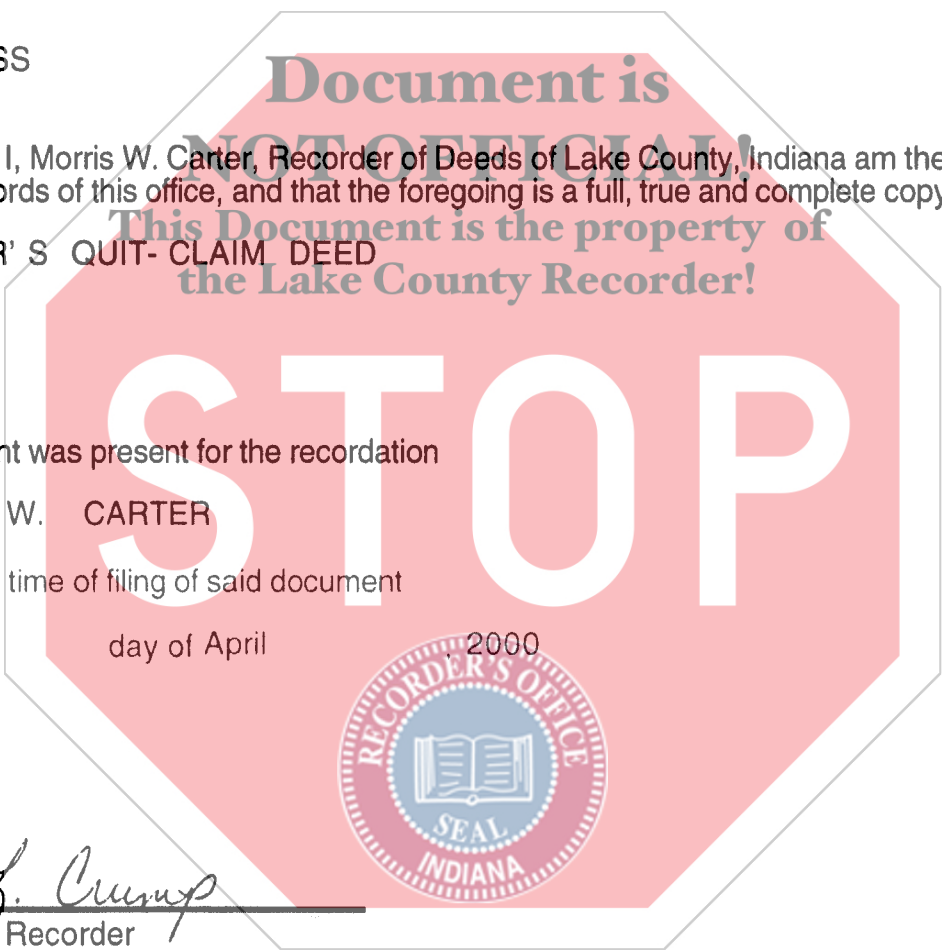 SS
Document is
NOT OFFICIAL!
I, Morris W. Carter, Recorder of Deeds of Lake County, Indiana am the
ords of this office, and that the foregoing is a full, true and complete copy
This Document is the property of
R' S QUIT- CLAIM DEED
the Lake County Recorder!
STOP
nt was present for the recordation
W. CARTER
time of filing of said document
day of April , 2000
RECORDER'S OFFICE
SEAL
INDIANA
Crump
Recorder